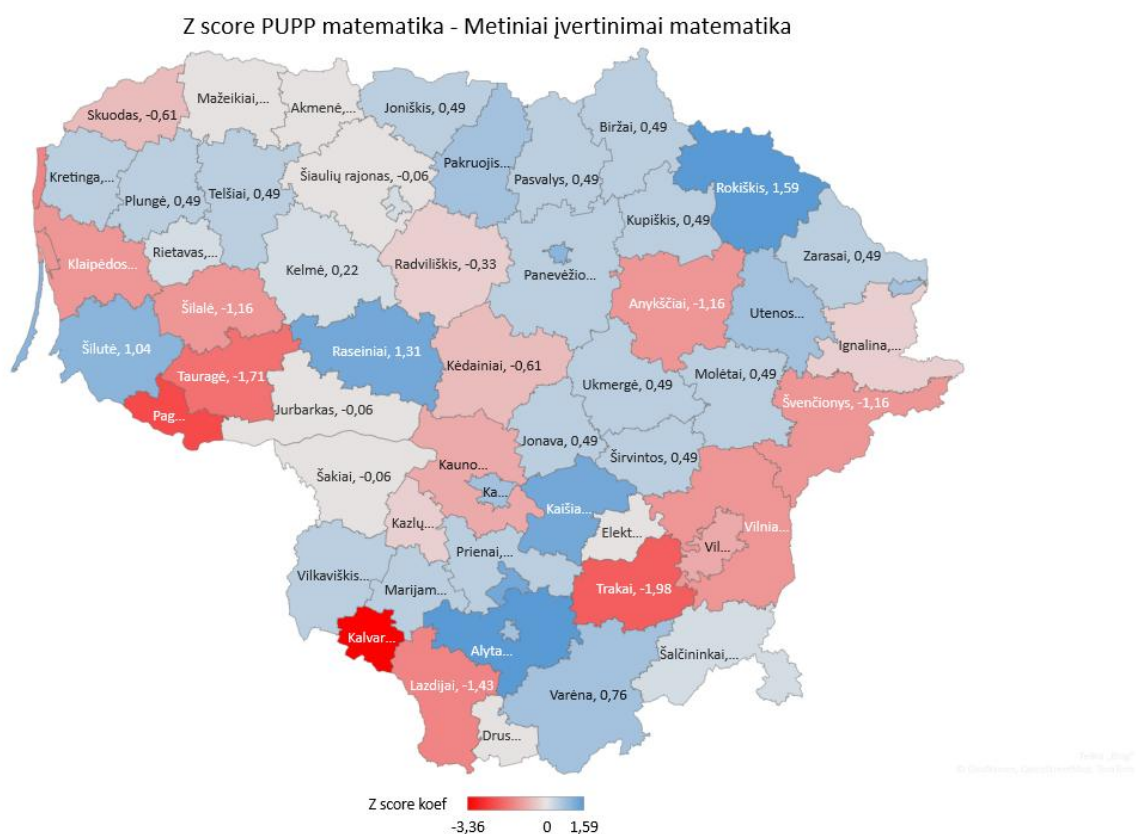 Z score PUPP matematika - Metiniai įvertinimai matematika
Skuodas, -0,61
Mažeikiai,...
Akmenė,...
Joniškis, 0,49
Biržai, 0,49
Kretinga,...
Plungė, 0,49
Telšiai, 0,49
Šiaulių rajonas, -0,06
Pakruojis...
Pasvalys, 0,49
Rokiškis, 1,59
Kupiškis, 0,49
Klaipėdos...
Rietavas,...
Kelmė, 0,22
Radviliškis, -0,33
Panevėžio...
Zarasai, 0,49
Šilalė, -1,16
Anykščiai, -1,16
Utenos...
Šilutė, 1,04
Raseiniai, 1,31
Ignalina,...
Tauragė, -1,71
Kėdainiai, -0,61
Ukmergė, 0,49
Molėtai, 0,49
Švenčionys, -1,16
Pag...
Jurbarkas, -0,06
Jonava, 0,49
Širvintos, 0,49
Šakiai, -0,06
Kauno...
Ka...
Kaišia...
Kazlų...
Elekt...
Vilnia...
Vil...
Prienai,...
Vilkaviškis...
Marijam...
Trakai, -1,98
Kalvar...
Alyta...
Šalčininkai,...
Lazdijai, -1,43
Varėna, 0,76
Drus...
Z score koef
-3,36 0 1,59